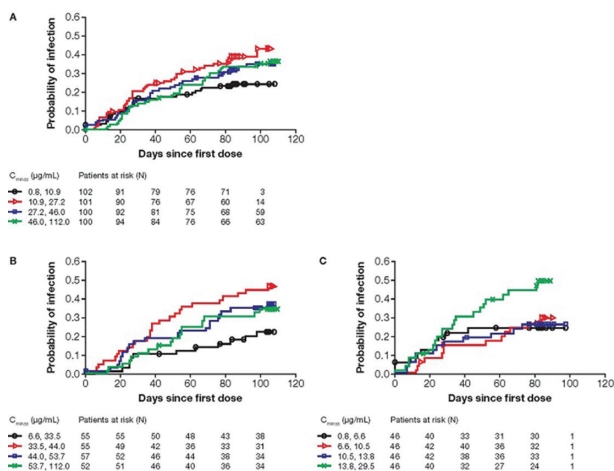 A
Probability of infection
0.6
0.5
0.4
0.3
0.2
0.1
0.0
0 20 40 60 80 100 120
Days since first dose
Cminss (µg/mL) Patients at risk (N)
0.8, 10.9 102 91 79 76 71 3
10.9, 27.2 101 90 76 67 60 14
27.2, 46.0 100 92 81 75 68 59
46.0, 112.0 100 94 84 76 66 63
B
Probability of infection
0.6
0.5
0.4
0.3
0.2
0.1
0.0
0 20 40 60 80 100 120
Days since first dose
Cminss (µg/mL) Patients at risk (N)
6.6, 33.5 55 55 50 48 43 38
33.5, 44.0 55 49 42 36 33 31
44.0, 53.7 57 52 46 44 38 34
53.7, 112.0 52 51 46 40 36 34
C
Probability of infection
0.6
0.5
0.4
0.3
0.2
0.1
0.0
0 20 40 60 80 100 120
Days since first dose
Cminss (µg/mL) Patients at risk (N)
0.8, 6.6 46 40 33 31 30 1
6.6, 10.5 46 40 40 36 32 1
10.5, 13.8 46 42 38 36 33 1
13.8, 29.5 46 40 32 27 24 1